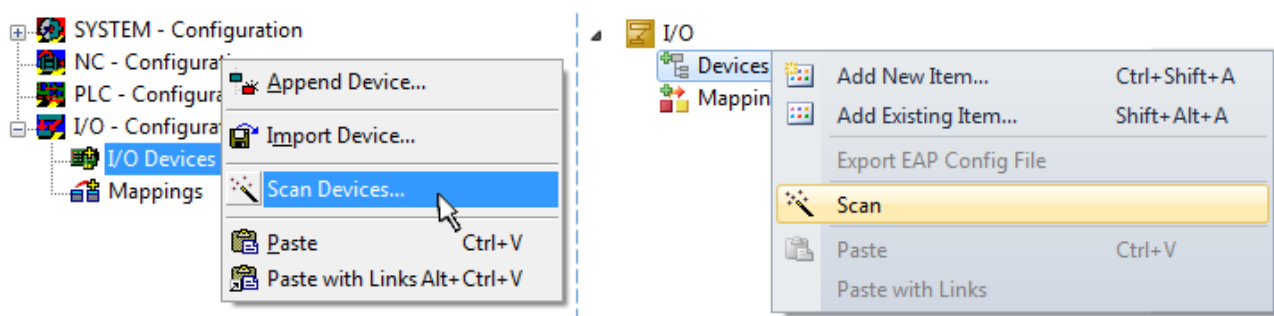 SYSTEM - Configuration
NC - Configurat
PLC - Configura
I/O - Configurat
I/O Devices
Mappings
Append Device...
Import Device...
Scan Devices...
Paste Ctrl+V
Paste with Links Alt+Ctrl+V
I/O
Devices
Mappin
Add New Item... Ctrl+Shift+A
Add Existing Item... Shift+Alt+A
Export EAP Config File
Scan
Paste Ctrl+V
Paste with Links